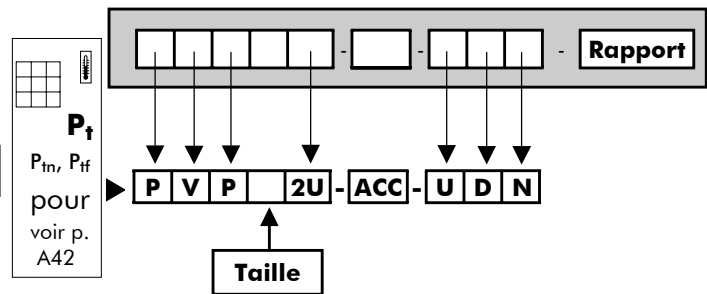 - - - Rapport
Pt
Ptn, Ptf
pour
voir p.
A42
P V P 2U - ACC - U D N
Taille